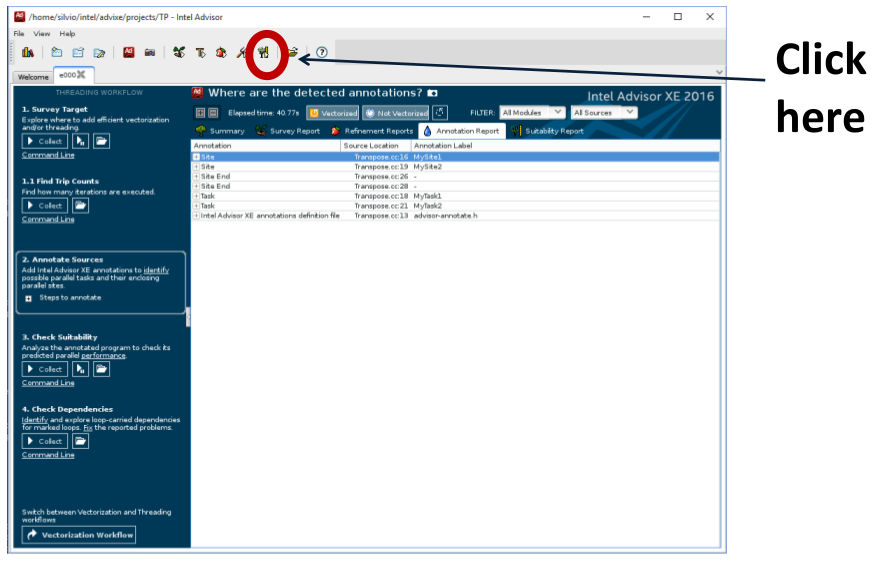 /home/silvio/intel/advixe/projects/TP - Intel Advisor
File View Help
Welcome e000
THREADING WORKFLOW
1. Survey Target
Explore where to add efficient vectorization
and/or threading.
Collect
Command Line
1.1 Find Trip Counts
Find how many iterations are executed.
Collect
Command Line
2. Annotate Sources
Add Intel Advisor XE annotations to identify
possible parallel tasks and their enclosing
parallel sites.
Steps to annotate
3. Check Suitability
Analyze the annotated program to check its
predicted parallel performance.
Collect
Command Line
4. Check Dependencies
Identify and explore loop-carried dependencies
for marked loops. Fix the reported problems.
Collect
Command Line
Switch between Vectorization and Threading
workflows
Vectorization Workflow
Where are the detected annotations?
Intel Advisor XE 2016
Elapsed time: 40.77s Vectorized Not Vectorized FILTER: All Modules All Sources
Summary Survey Report Refinement Reports Annotation Report Suitability Report
Annotation Source Location Annotation Label
Site Transpose.cc:16 MySite1
Site Transpose.cc:19 MySite2
Site End Transpose.cc:26 -
Site End Transpose.cc:28 -
Task Transpose.cc:18 MyTask1
Task Transpose.cc:21 MyTask2
Intel Advisor XE annotations definition file Transpose.cc:13 advisor-annotate.h
Click
here